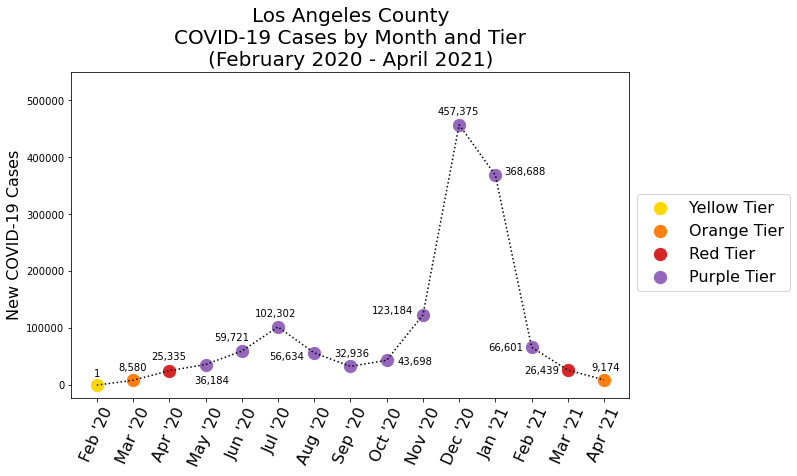 Los Angeles County
COVID-19 Cases by Month and Tier
(February 2020 - April 2021)
New COVID-19 Cases
500000
400000
300000
200000
100000
0
1
8,580
25,335
36,184
59,721
102,302
56,634
32,936
43,698
123,184
457,375
368,688
66,601
26,439
9,174
Feb '20
Mar '20
Apr '20
May '20
Jun '20
Jul '20
Aug '20
Sep '20
Oct '20
Nov '20
Dec '20
Jan '21
Feb '21
Mar '21
Apr '21
Yellow Tier
Orange Tier
Red Tier
Purple Tier